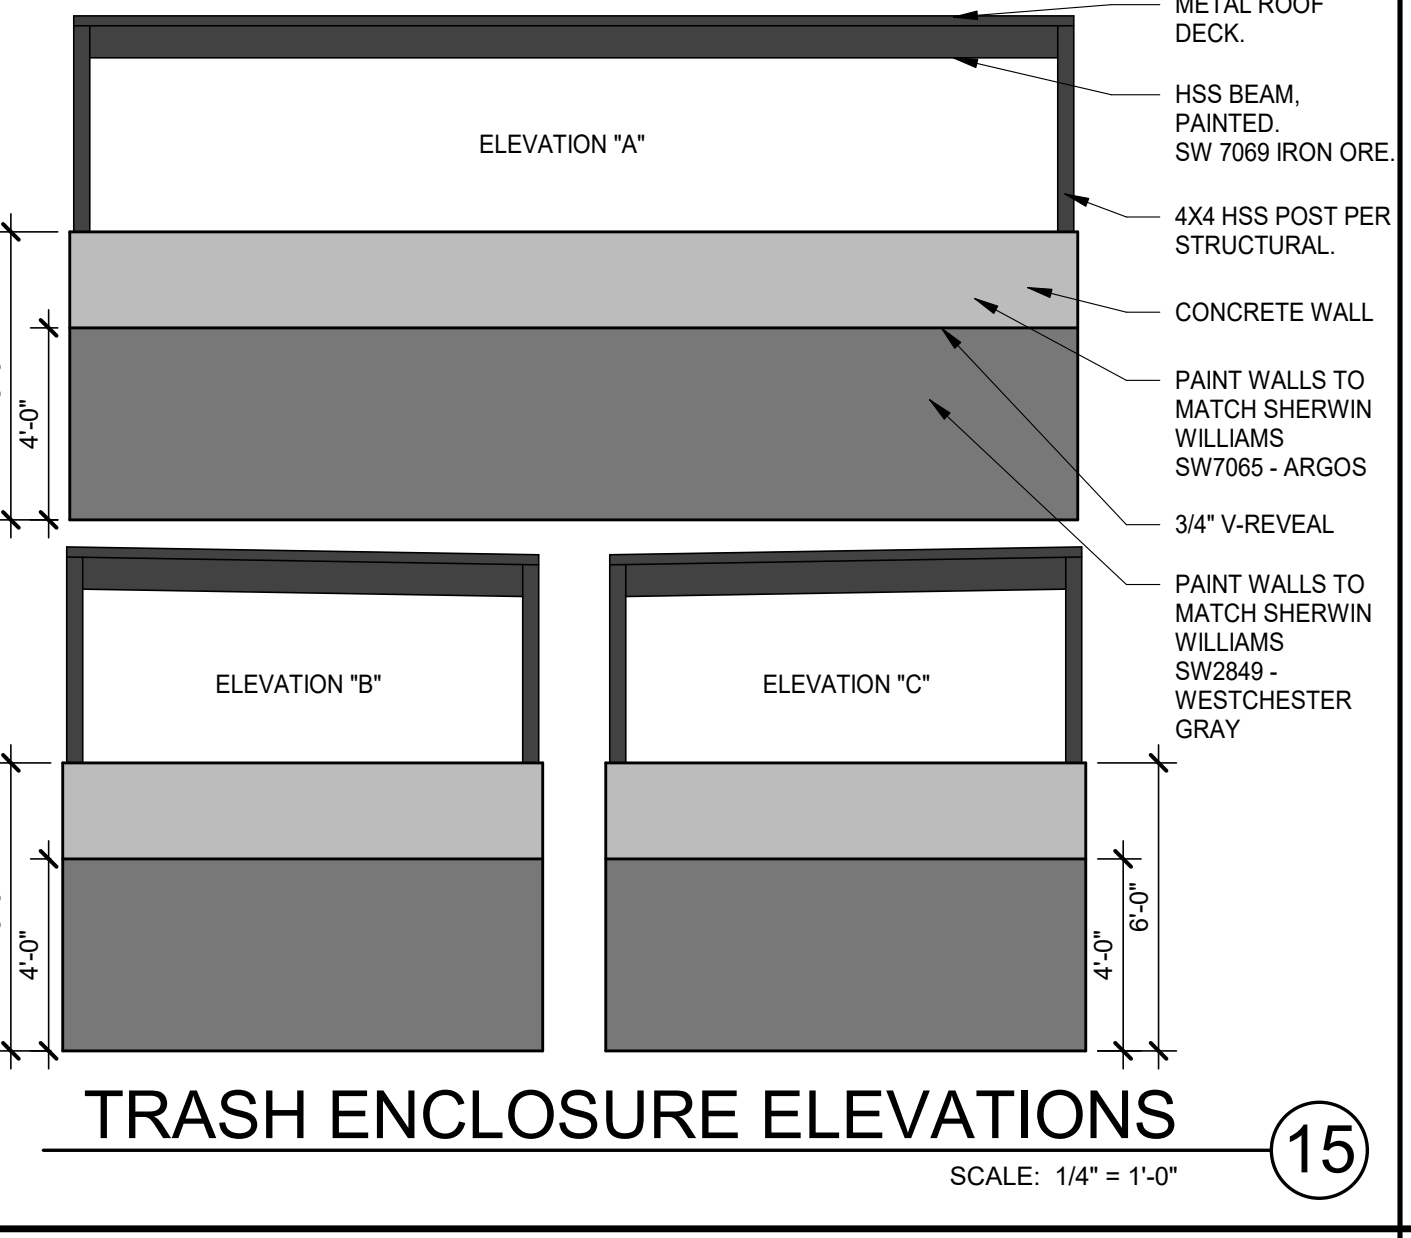 METAL ROOF
DECK.
HSS BEAM,
PAINTED.
SW 7069 IRON ORE.
ELEVATION "A"
4X4 HSS POST PER
STRUCTURAL.
CONCRETE WALL
PAINT WALLS TO
MATCH SHERWIN
WILLIAMS
SW7065 - ARGOS
4'-0"
3/4" V-REVEAL
PAINT WALLS TO
MATCH SHERWIN
WILLIAMS
SW2849 -
WESTCHESTER
GRAY
ELEVATION "B"
ELEVATION "C"
4'-0"
4'-0"
6'-0"
TRASH ENCLOSURE ELEVATIONS
15
SCALE: 1/4" = 1'-0"